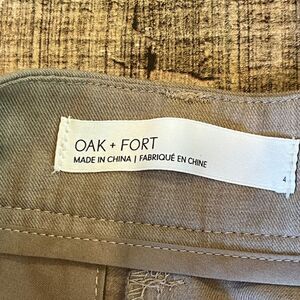 OAK + FORT
MADE IN CHINA | FABRIQUÉ EN CHINE
4